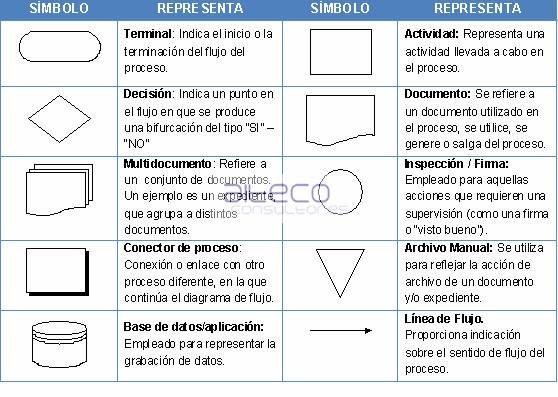 SÍMBOLO REPRESENTA SÍMBOLO REPRESENTA
Terminal: Indica el inicio o la
terminación del flujo del
proceso.
Actividad: Representa una
actividad llevada a cabo en
el proceso.
Decisión: Indica un punto en
el flujo en que se produce
una bifurcación del tipo "SI" –
"NO"
Documento: Se refiere a
un documento utilizado en
el proceso, se utilice, se
genere o salga del proceso.
Multidocumento: Refiere a
un conjunto de documentos.
Un ejemplo es un expediente,
que agrupa a distintos
documentos.
Inspección / Firma:
Empleado para aquellas
acciones que requieren una
supervisión (como una firma
o "visto bueno").
aiteco
consultores
Conector de proceso:
Conexión o enlace con otro
proceso diferente, en la que
continúa el diagrama de flujo.
Archivo Manual: Se utiliza
para reflejar la acción de
archivo de un documento
y/o expediente.
Base de datos/aplicación:
Empleado para representar la
grabación de datos.
Línea de Flujo.
Proporciona indicación
sobre el sentido de flujo del
proceso.